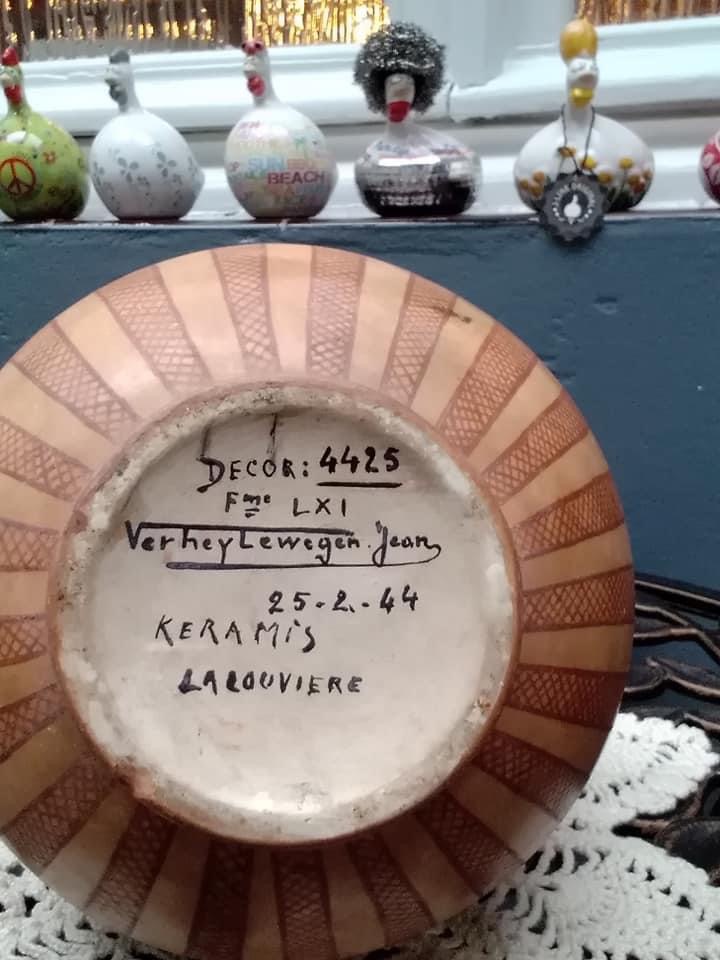 SUN
BEACH
DECOR: 4425
Fme LXI
Verheylewegen. Jean
25-2.-44
KERAMIS
LALOUVIERE